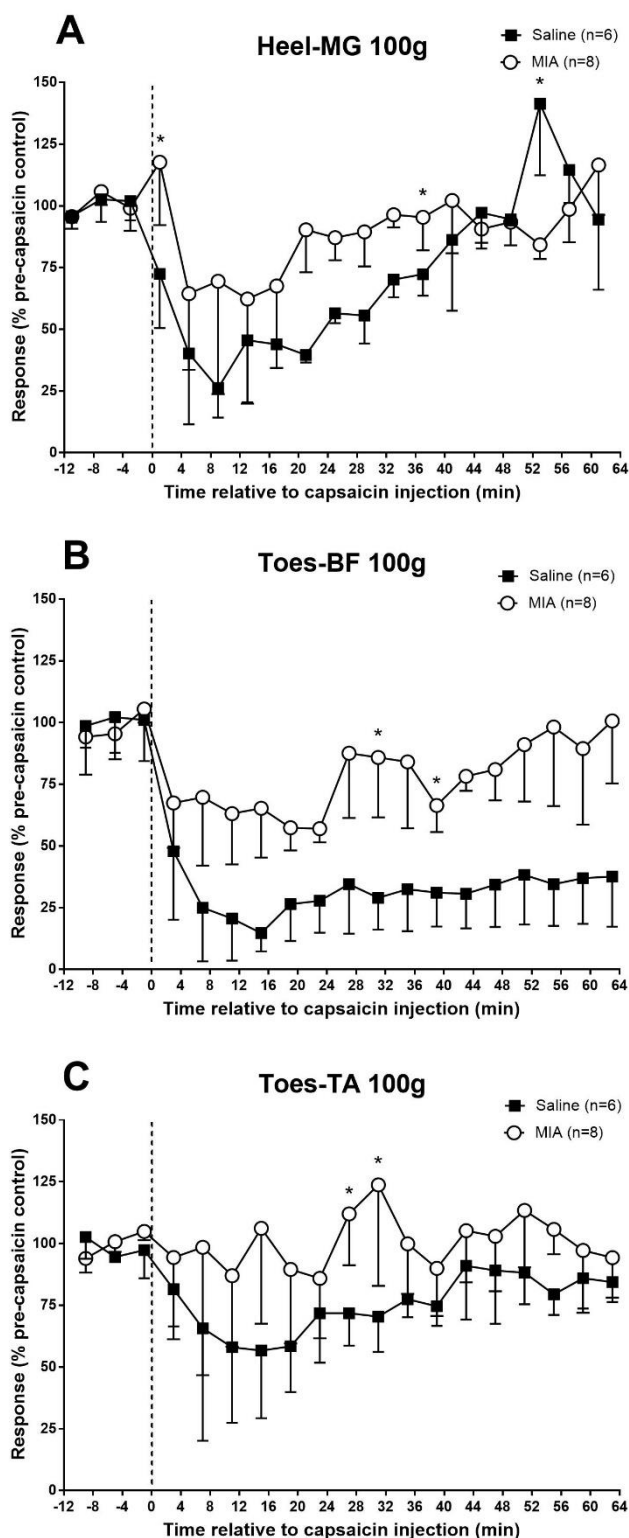 A
Heel-MG 100g
Saline (n=6)
MIA (n=8)
Response (% pre-capsaicin control)
150
125
100
75
50
25
0
* * *
-12 -8 -4 0 4 8 12 16 20 24 28 32 36 40 44 48 52 56 60 64
Time relative to capsaicin injection (min)
B
Toes-BF 100g
Saline (n=6)
MIA (n=8)
Response (% pre-capsaicin control)
150
125
100
75
50
25
0
* *
-12 -8 -4 0 4 8 12 16 20 24 28 32 36 40 44 48 52 56 60 64
Time relative to capsaicin injection (min)
C
Toes-TA 100g
Saline (n=6)
MIA (n=8)
Response (% pre-capsaicin control)
150
125
100
75
50
25
0
* *
-12 -8 -4 0 4 8 12 16 20 24 28 32 36 40 44 48 52 56 60 64
Time relative to capsaicin injection (min)